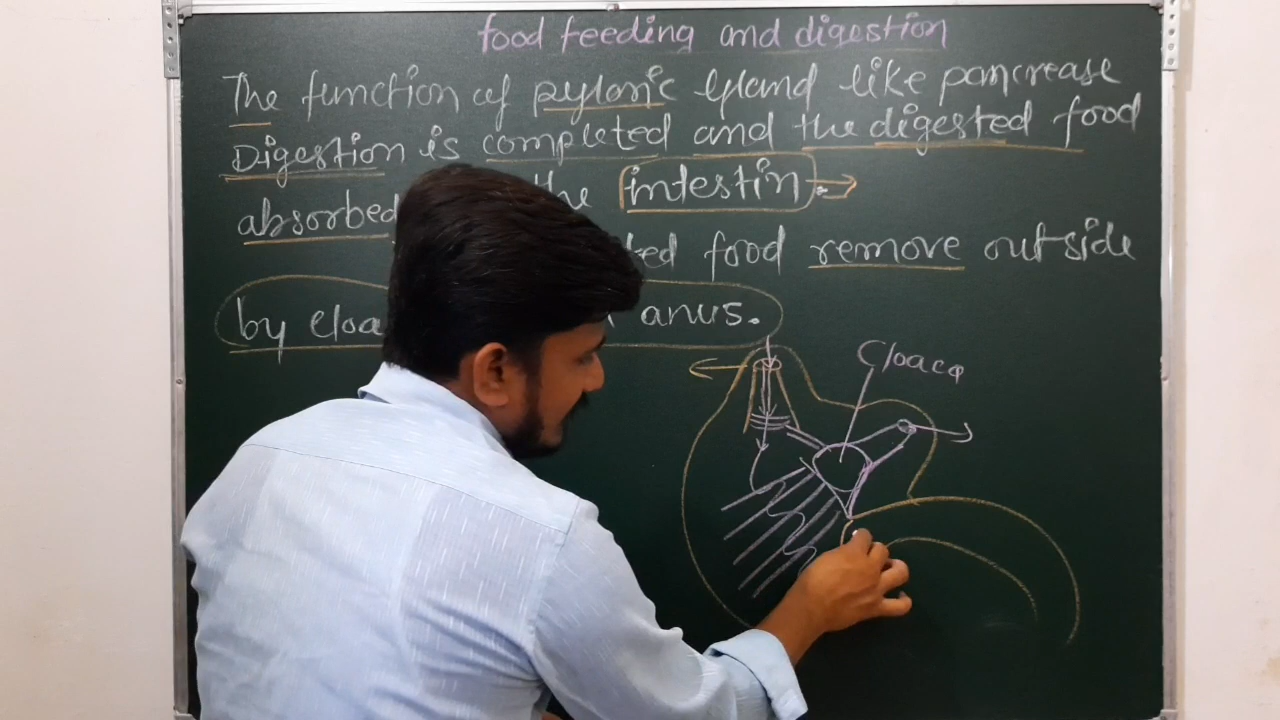 food feeding and digestion
The function of pyloric gland like pancrease
Digestion is completed and the digested food
absorbed the intestin.
ted food remove outside
by cloa anus.
Cloaca